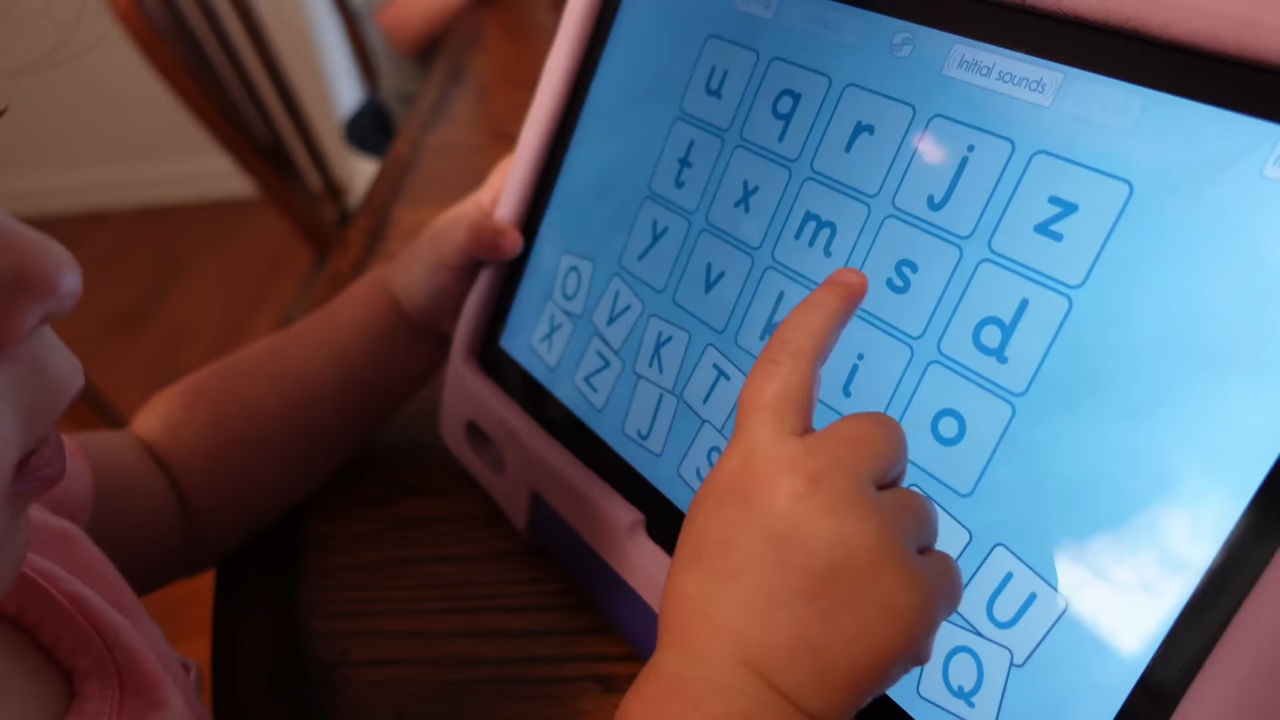 Initial sounds
u q r j z
t x m s d
y v k i o
O V K T
X Z J S
U
Q